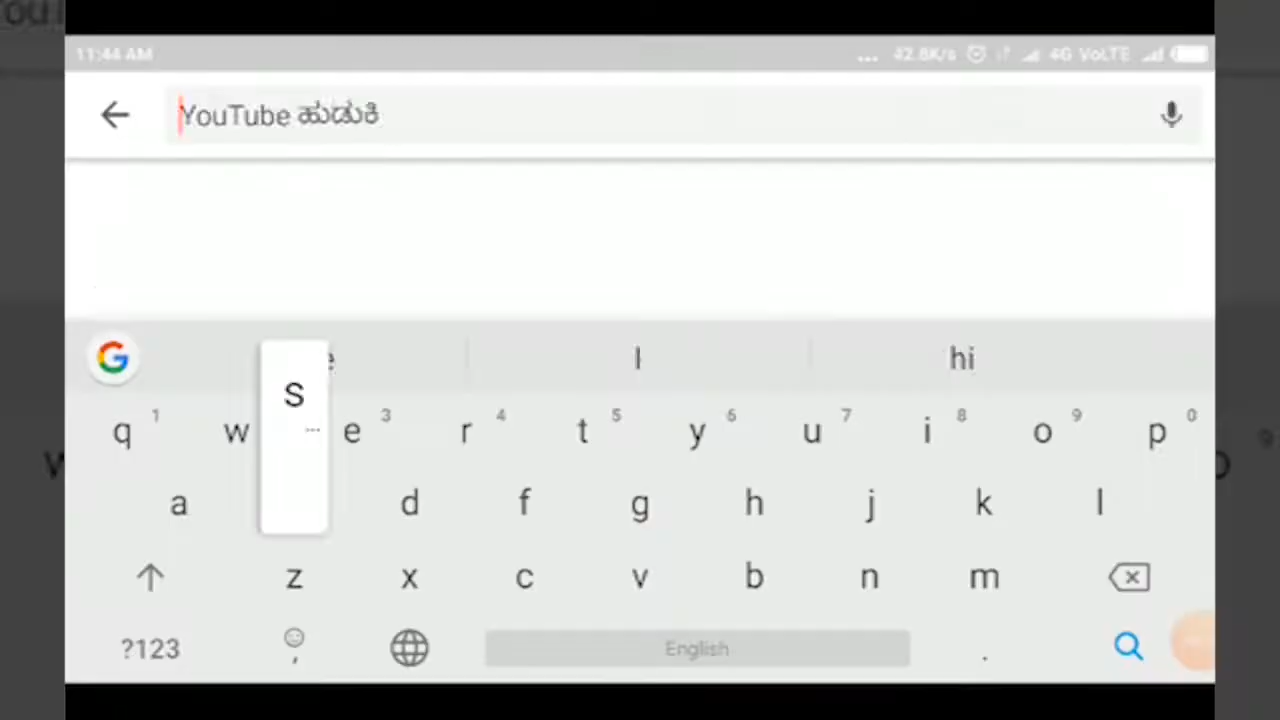 11:44 AM ... 42.8K/s 4G VoLTE
YouTube ಹುಡುಕಿ
G e I hi
S
q 1 w e 3 r 4 t 5 y 6 u 7 i 8 o 9 p 0
a d f g h j k l
z x c v b n m
?123 , English .